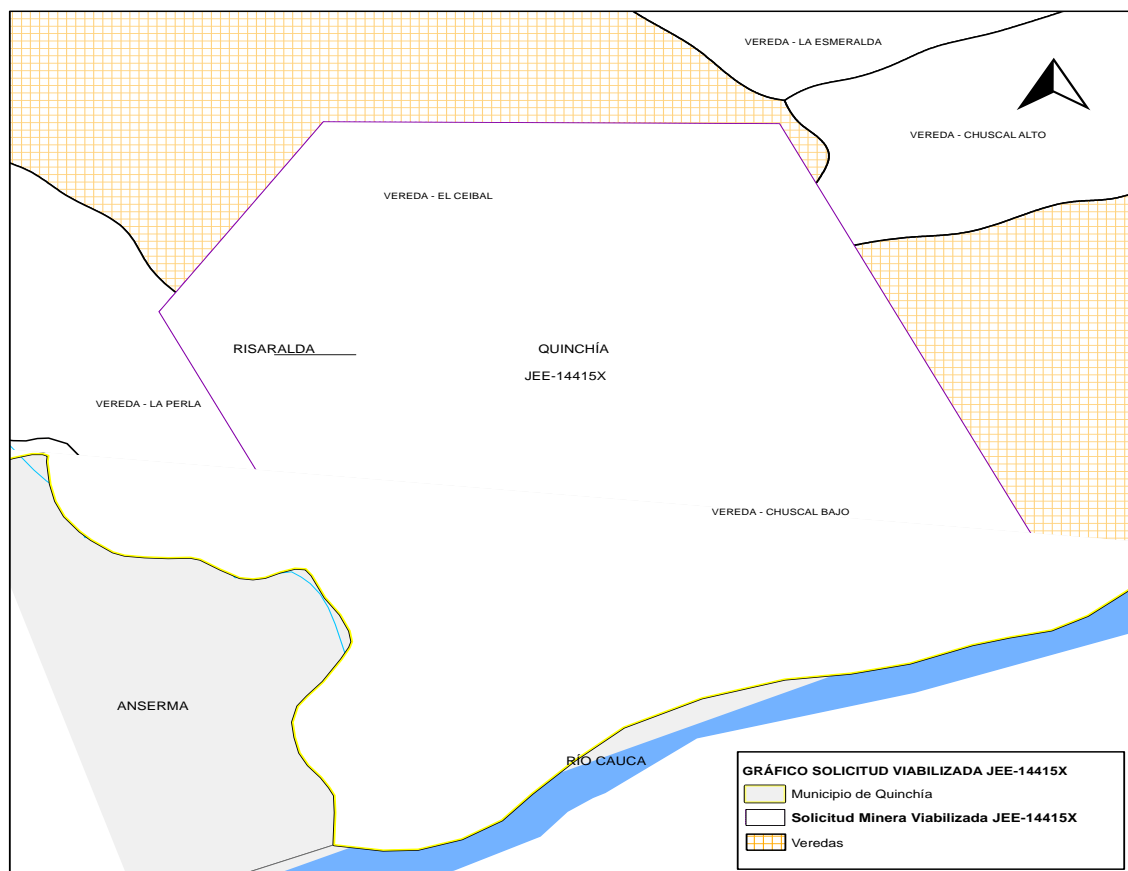 VEREDA - LA ESMERALDA
VEREDA - CHUSCAL ALTO
VEREDA - EL CEIBAL
RISARALDA
QUINCHÍA
JEE-14415X
VEREDA - LA PERLA
VEREDA - CHUSCAL BAJO
ANSERMA
RÍO CAUCA
GRÁFICO SOLICITUD VIABILIZADA JEE-14415X
Municipio de Quinchía
Solicitud Minera Viabilizada JEE-14415X
Veredas